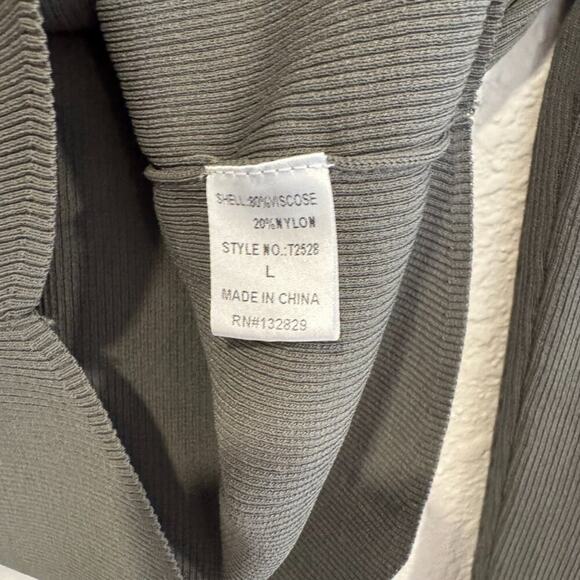 SHELL:80%VISCOSE
20%NYLON
STYLE NO.:T2528
L
MADE IN CHINA
RN#132829